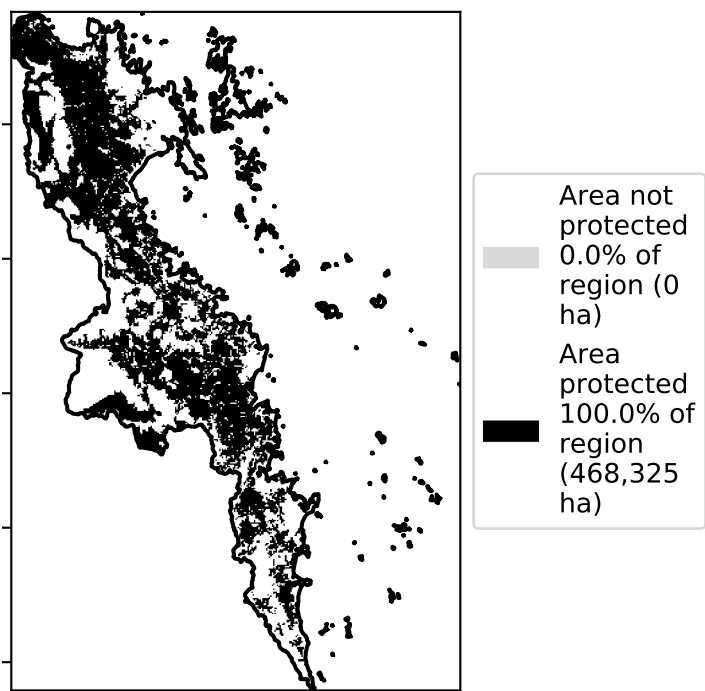 Area not
protected
0.0% of
region (0
ha)
Area
protected
100.0% of
region
(468,325
ha)